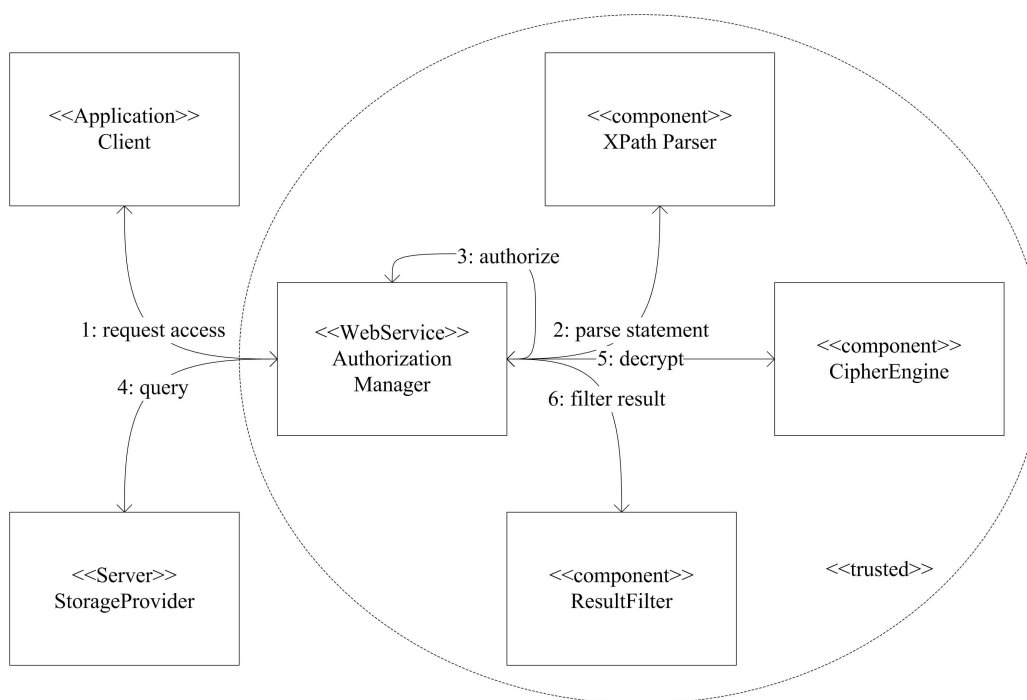 <<Application>>
Client
<<component>>
XPath Parser
3: authorize
1: request access
<<WebService>>
Authorization
Manager
2: parse statement
5: decrypt
<<component>>
CipherEngine
4: query
6: filter result
<<Server>>
StorageProvider
<<component>>
ResultFilter
<<trusted>>